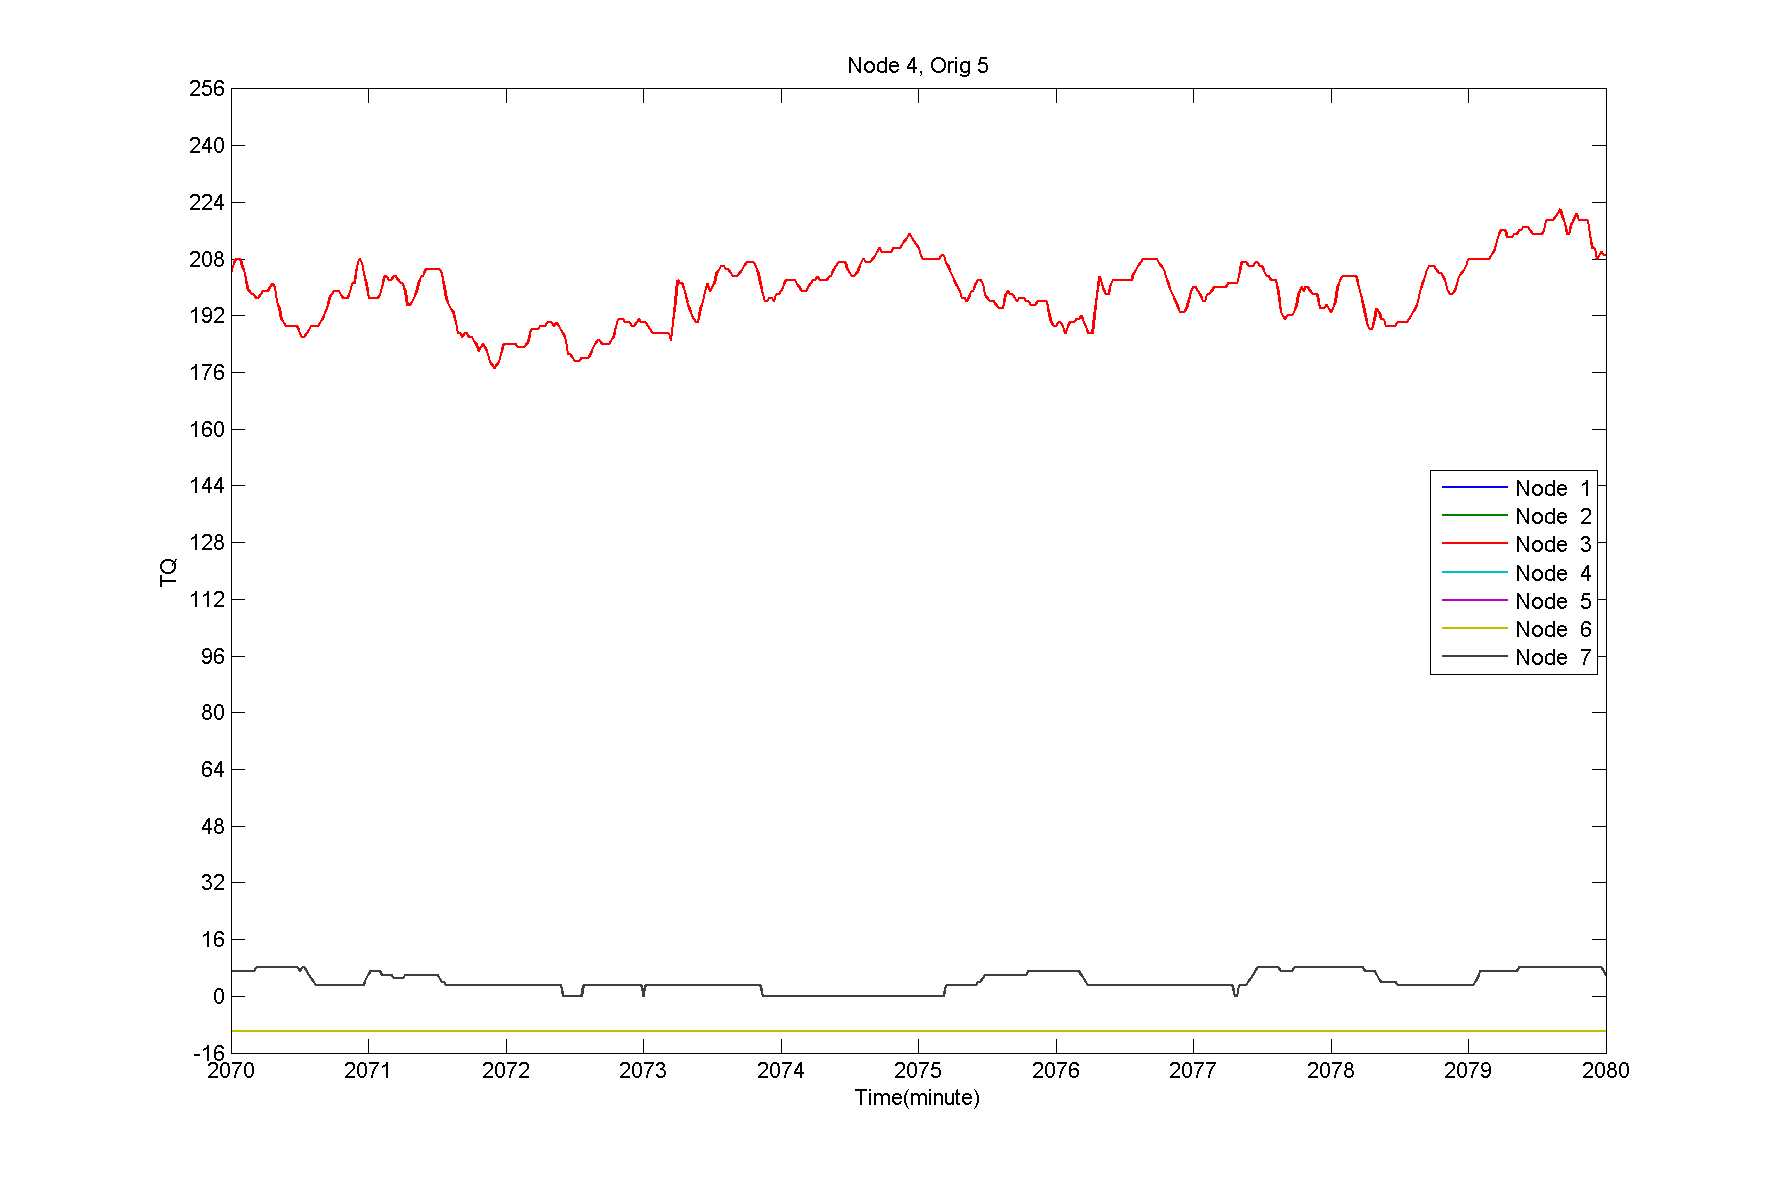 Node 4, Orig 5
256
240
224
208
192
176
160
144
128
112
96
80
64
48
32
16
0
-16
TQ
Node 1
Node 2
Node 3
Node 4
Node 5
Node 6
Node 7
2070 2071 2072 2073 2074 2075 2076 2077 2078 2079 2080
Time(minute)